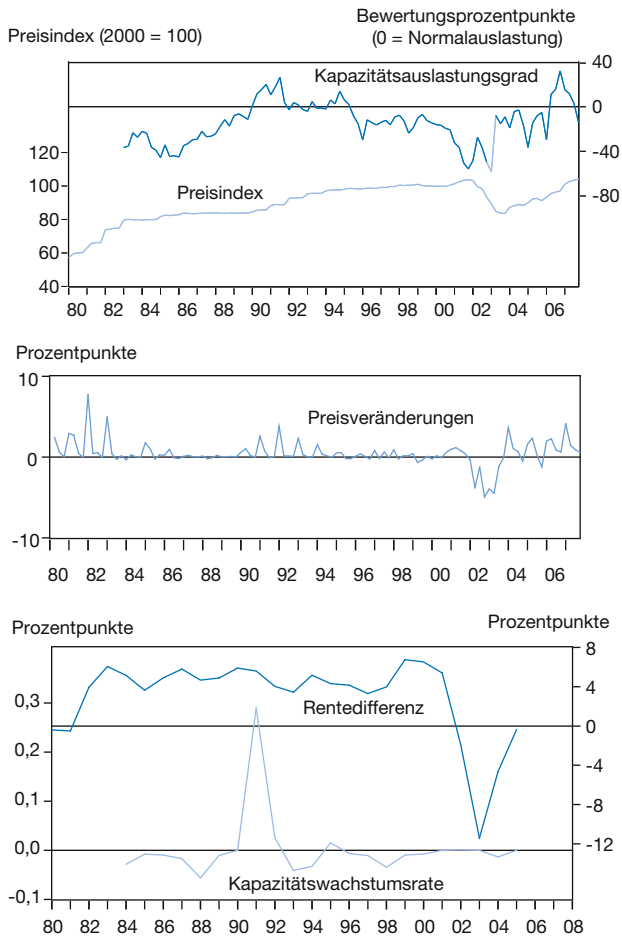 Preisindex (2000 = 100)
Bewertungsprozentpunkte
(0 = Normalauslastung)
40
0
-40
-80
120
100
80
60
40
Kapazitätsauslastungsgrad
Preisindex
80 82 84 86 88 90 92 94 96 98 00 02 04 06
Prozentpunkte
10
0
-10
Preisveränderungen
80 82 84 86 88 90 92 94 96 98 00 02 04 06
Prozentpunkte
Prozentpunkte
0,3
0,2
0,1
0,0
-0,1
8
4
0
-4
-8
-12
Rentedifferenz
Kapazitätswachstumsrate
80 82 84 86 88 90 92 94 96 98 00 02 04 06 08